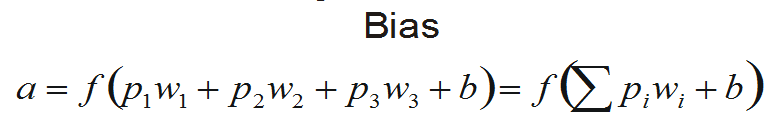 Bias
a = f(p₁w₁ + p₂w₂ + p₃w₃ + b) = f(∑ pᵢwᵢ + b)